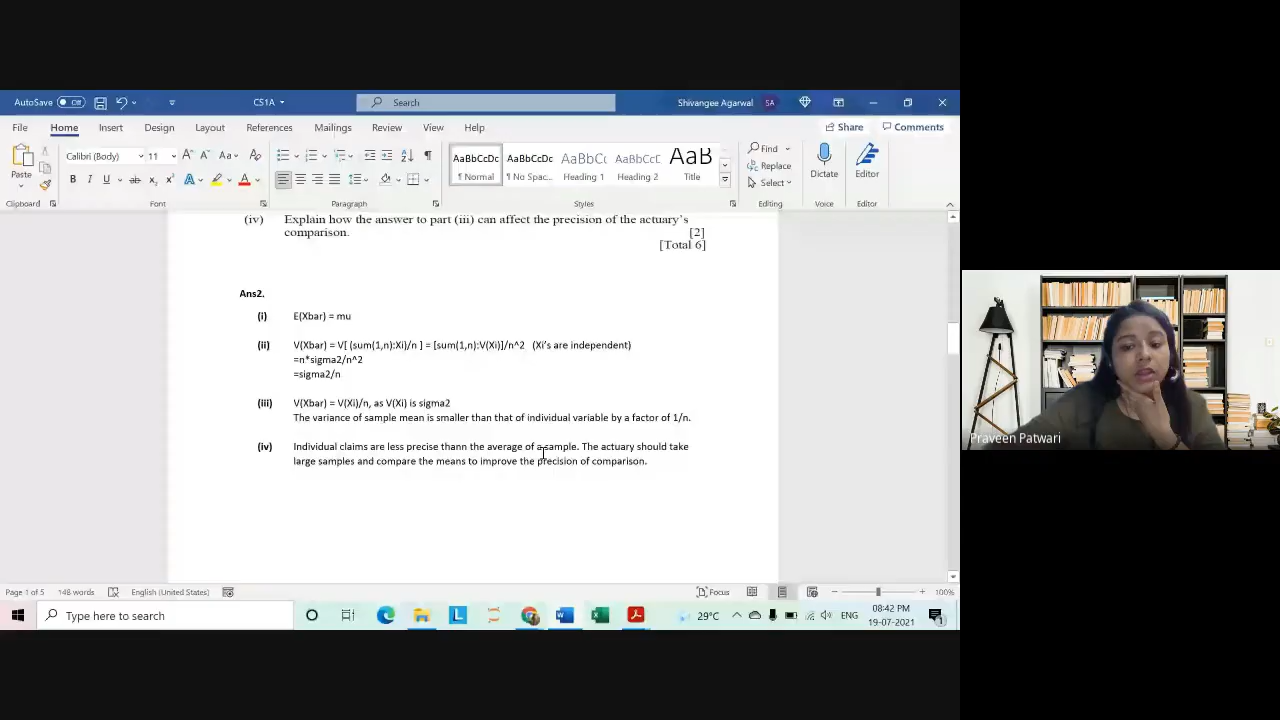 AutoSave Off CS1A Search Shivangee Agarwal SA
File Home Insert Design Layout References Mailings Review View Help Share Comments
Paste Calibri (Body) 11 A A Aa A AaBbCcDc AaBbCcDc AaBbCc AaBbCcD AaB Find Dictate Editor
B I U ab x₂ x² A A ¶ Normal ¶ No Spac... Heading 1 Heading 2 Title Replace
Select
Clipboard Font Paragraph Styles Editing Voice Editor
(iv) Explain how the answer to part (iii) can affect the precision of the actuary's
comparison. [2]
[Total 6]
Ans2.
(i) E(Xbar) = mu
(ii) V(Xbar) = V[ (sum(1,n):Xi)/n ] = [sum(1,n):V(Xi)]/n^2 (Xi's are independent)
=n*sigma2/n^2
=sigma2/n
(iii) V(Xbar) = V(Xi)/n, as V(Xi) is sigma2
The variance of sample mean is smaller than that of individual variable by a factor of 1/n.
(iv) Individual claims are less precise thann the average of a sample. The actuary should take
large samples and compare the means to improve the precision of comparison.
Praveen Patwari
Page 1 of 5 148 words English (United States) Focus 100%
Type here to search 29°C ENG 08:42 PM
19-07-2021 1